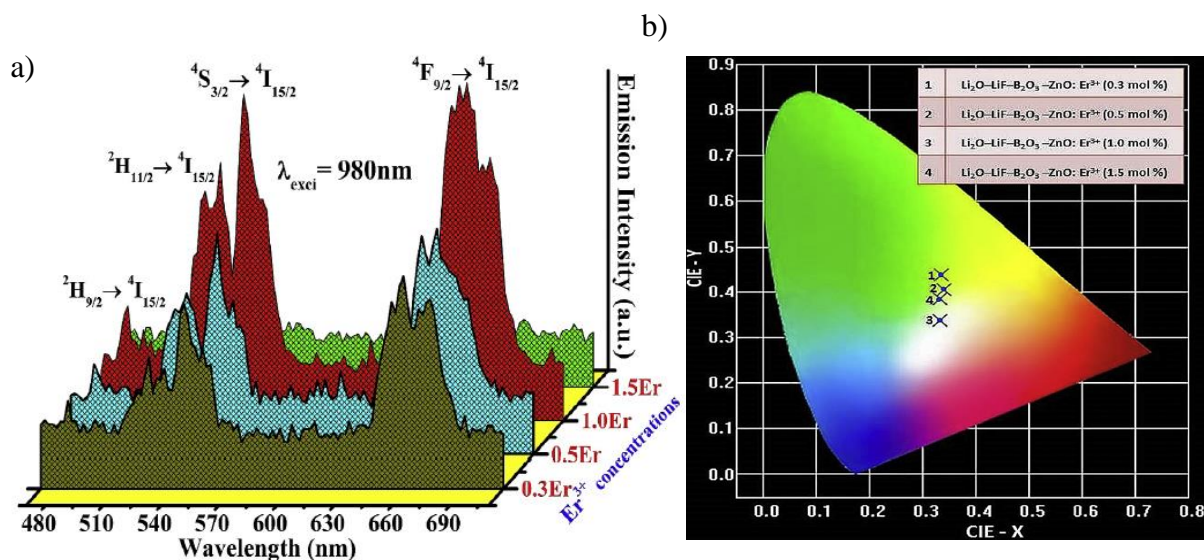 a)
⁴S₃/₂→ ⁴I₁₅/₂
⁴F₉/₂→ ⁴I₁₅/₂
²H₁₁/₂→ ⁴I₁₅/₂
λexci = 980nm
²H₉/₂→ ⁴I₁₅/₂
Emission Intensity (a.u.)
1.5Er
1.0Er
0.5Er
0.3Er
Er³⁺ concentrations
480 510 540 570 600 630 660 690
Wavelength (nm)
b)
1 Li₂O–LiF–B₂O₃–ZnO: Er³⁺ (0.3 mol %)
2 Li₂O–LiF–B₂O₃–ZnO: Er³⁺ (0.5 mol %)
3 Li₂O–LiF–B₂O₃–ZnO: Er³⁺ (1.0 mol %)
4 Li₂O–LiF–B₂O₃–ZnO: Er³⁺ (1.5 mol %)
0.9
0.8
0.7
0.6
0.5
0.4
0.3
0.2
0.1
0.0
CIE - Y
1
2
4
3
0.0 0.1 0.2 0.3 0.4 0.5 0.6 0.7 0.8
CIE - X